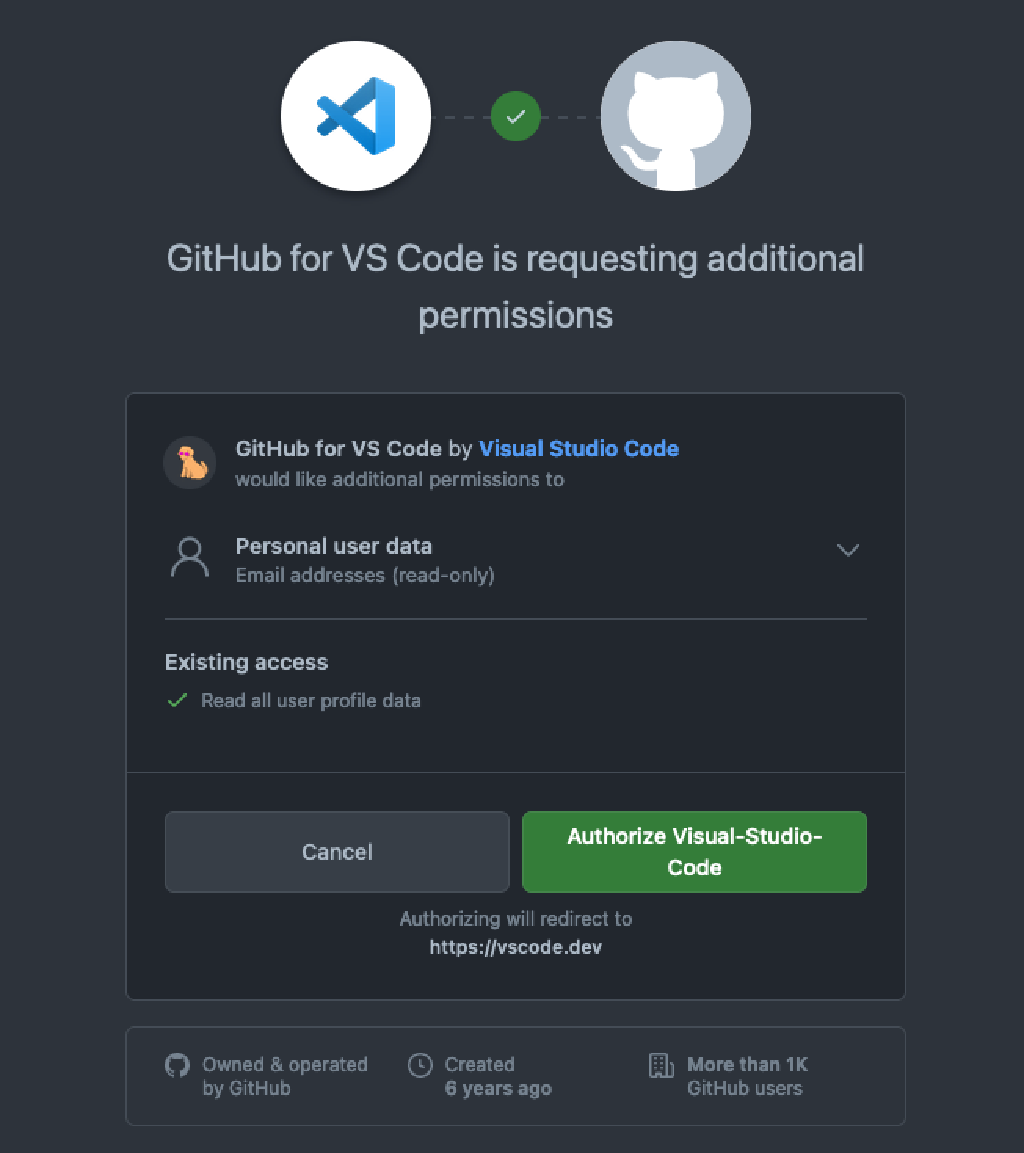 GitHub for VS Code is requesting additional
permissions
GitHub for VS Code by Visual Studio Code
would like additional permissions to
Personal user data
Email addresses (read-only)
Existing access
Read all user profile data
Cancel
Authorize Visual-Studio-
Code
Authorizing will redirect to
https://vscode.dev
Owned & operated
by GitHub
Created
6 years ago
More than 1K
GitHub users